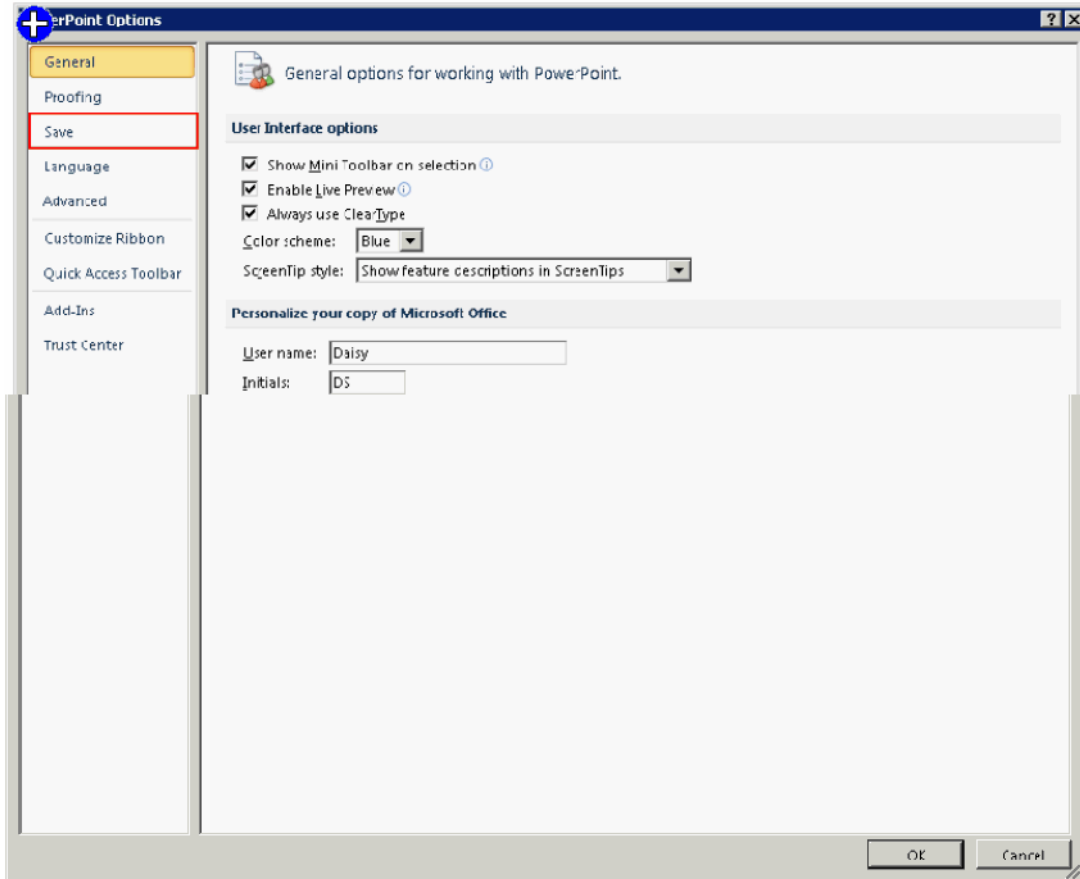 erPoint Options
General
Proofing
Save
Language
Advanced
Customize Ribbon
Quick Access Toolbar
Add-Ins
Trust Center
General options for working with PowerPoint.
User Interface options
Show Mini Toolbar on selection
Enable Live Preview
Always use ClearType
Color scheme: Blue
ScreenTip style: Show feature descriptions in ScreenTips
Personalize your copy of Microsoft Office
User name: Daisy
Initials: DS
OK Cancel